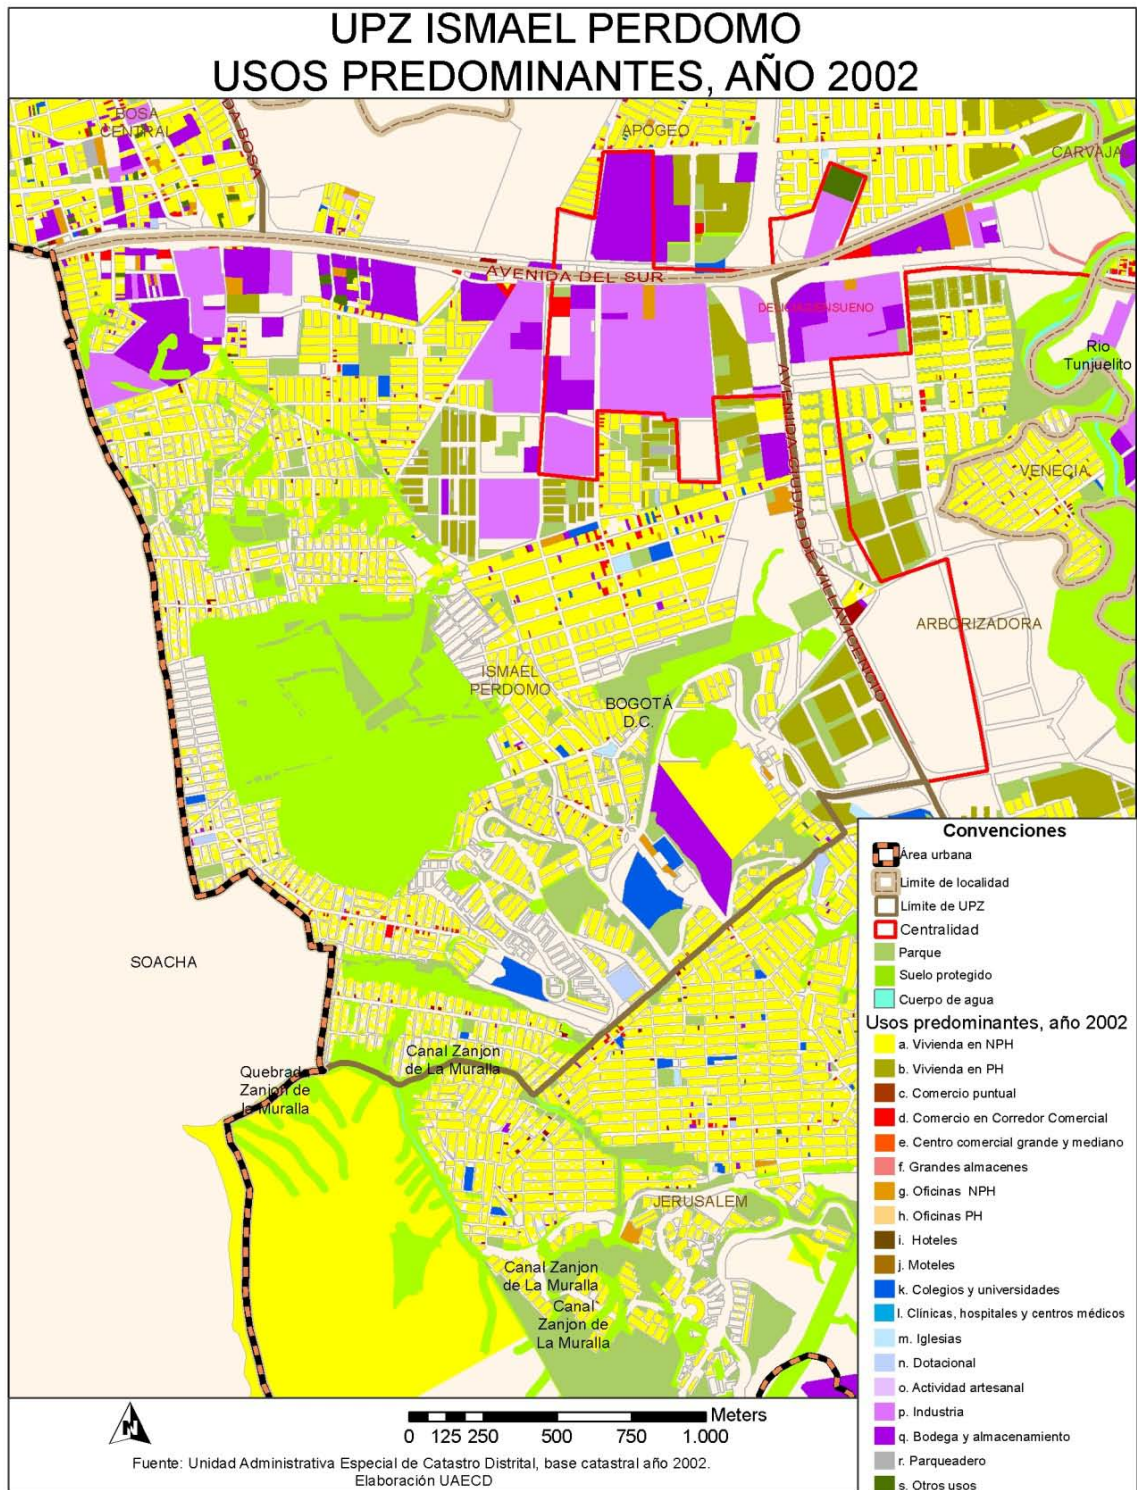 UPZ ISMAEL PERDOMO
USOS PREDOMINANTES, AÑO 2002
BOSA
CENTRAL
BOSA
APOGEO
CARVAJA
AVENIDA DEL SUR
Rio
Tunjuelito
VENECIA
AVENIDA CIUDAD DE VILLAVICENCIO
ARBORIZADORA
ISMAEL
PERDOMO
BOGOTÁ
D.C.
SOACHA
Canal Zanjon
de La Muralla
Quebrada
Zanjon de
la Muralla
JERUSALEM
Canal Zanjon
de La Muralla
Canal
Zanjon de
La Muralla
Convenciones
Área urbana
Limite de localidad
Limite de UPZ
Centralidad
Parque
Suelo protegido
Cuerpo de agua
Usos predominantes, año 2002
a. Vivienda en NPH
b. Vivienda en PH
c. Comercio puntual
d. Comercio en Corredor Comercial
e. Centro comercial grande y mediano
f. Grandes almacenes
g. Oficinas NPH
h. Oficinas PH
i. Hoteles
j. Moteles
k. Colegios y universidades
l. Clínicas, hospitales y centros médicos
m. Iglesias
n. Dotacional
o. Actividad artesanal
p. Industria
q. Bodega y almacenamiento
r. Parqueadero
s. Otros usos
N
Meters
0 125 250 500 750 1.000
Fuente: Unidad Administrativa Especial de Catastro Distrital, base catastral año 2002.
Elaboración UAECD